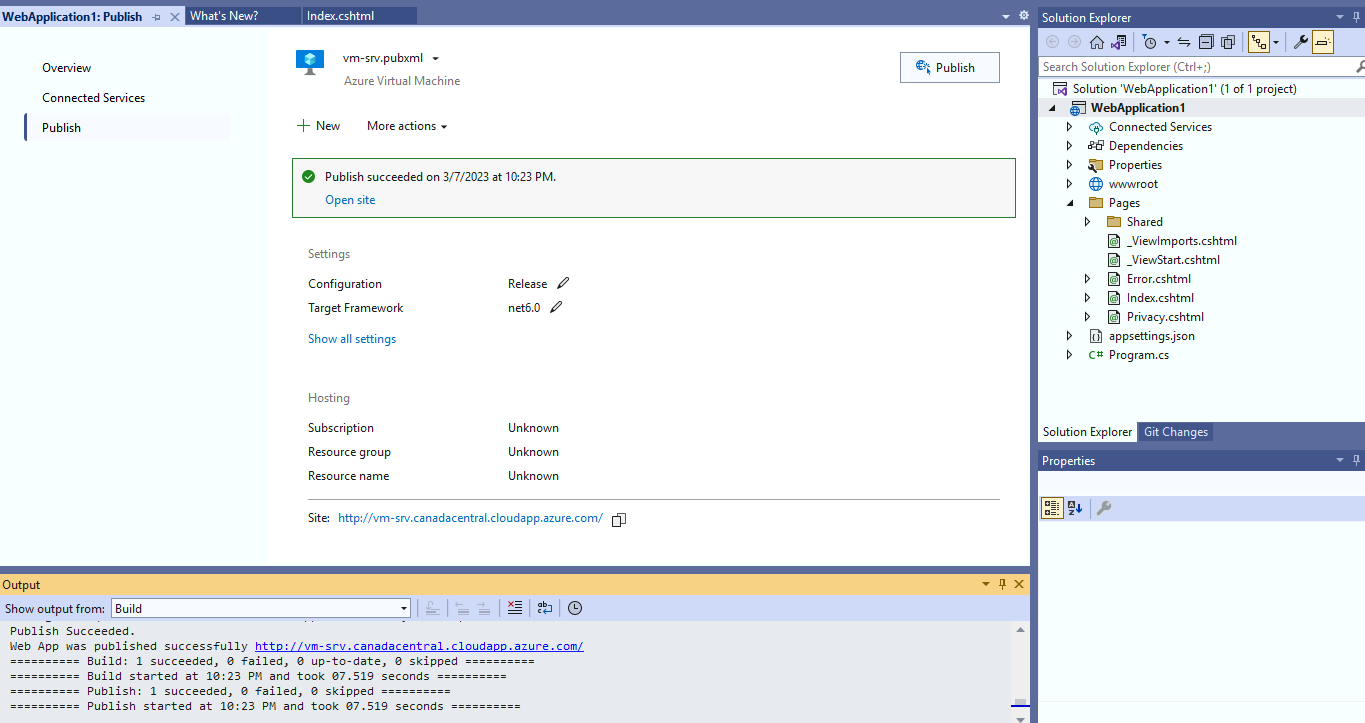 WebApplication1: Publish
What's New?
Index.cshtml
Overview
Connected Services
Publish
vm-srv.pubxml
Azure Virtual Machine
Publish
New
More actions
Publish succeeded on 3/7/2023 at 10:23 PM.
Open site
Settings
Configuration Release
Target Framework net6.0
Show all settings
Hosting
Subscription Unknown
Resource group Unknown
Resource name Unknown
Site: http://vm-srv.canadacentral.cloudapp.azure.com/
Output
Show output from: Build
Publish Succeeded.
Web App was published successfully http://vm-srv.canadacentral.cloudapp.azure.com/
========== Build: 1 succeeded, 0 failed, 0 up-to-date, 0 skipped ==========
========== Build started at 10:23 PM and took 07.519 seconds ==========
========== Publish: 1 succeeded, 0 failed, 0 skipped ==========
========== Publish started at 10:23 PM and took 07.519 seconds ==========
Solution Explorer
Search Solution Explorer (Ctrl+;)
Solution 'WebApplication1' (1 of 1 project)
WebApplication1
Connected Services
Dependencies
Properties
wwwroot
Pages
Shared
_ViewImports.cshtml
_ViewStart.cshtml
Error.cshtml
Index.cshtml
Privacy.cshtml
appsettings.json
C# Program.cs
Solution Explorer
Git Changes
Properties